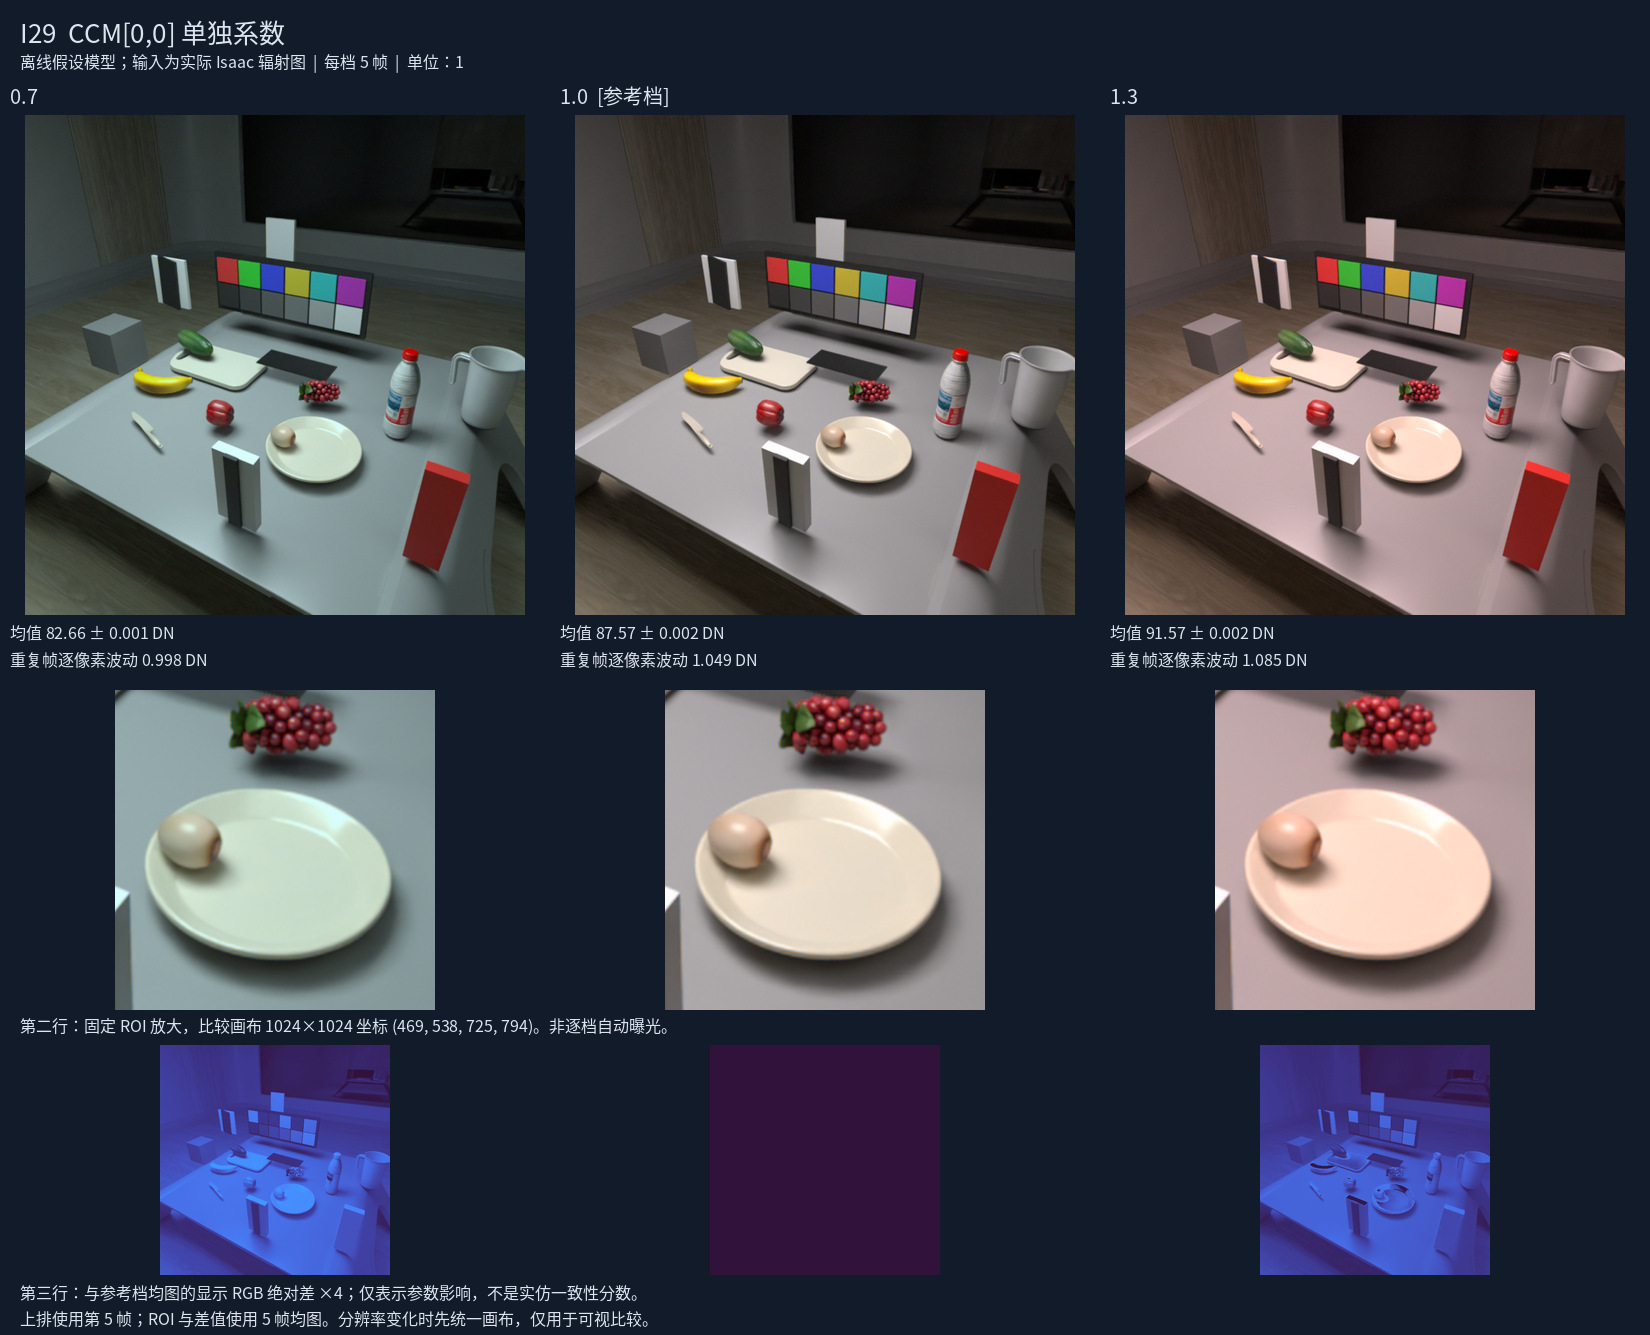 I29 CCM[0,0] 单独系数
离线假设模型；输入为实际 Isaac 辐射图 | 每档 5 帧 | 单位：1
0.7
1.0 [参考档]
1.3
均值 82.66 ± 0.001 DN
重复帧逐像素波动 0.998 DN
均值 87.57 ± 0.002 DN
重复帧逐像素波动 1.049 DN
均值 91.57 ± 0.002 DN
重复帧逐像素波动 1.085 DN
第二行：固定 ROI 放大，比较画布 1024×1024 坐标 (469, 538, 725, 794)。非逐档自动曝光。
第三行：与参考档均图的显示 RGB 绝对差 ×4；仅表示参数影响，不是实仿一致性分数。
上排使用第 5 帧；ROI 与差值使用 5 帧均图。分辨率变化时先统一画布，仅用于可视比较。